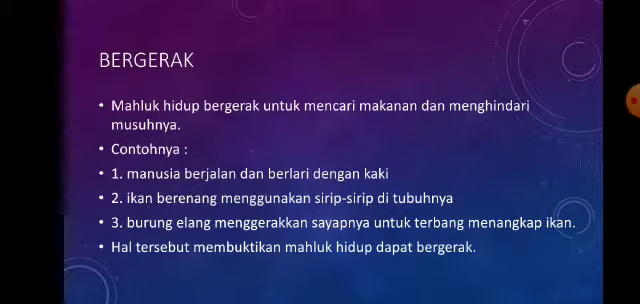 BERGERAK
• Mahluk hidup bergerak untuk mencari makanan dan menghindari
musuhnya.
• Contohnya :
• 1. manusia berjalan dan berlari dengan kaki
• 2. ikan berenang menggunakan sirip-sirip di tubuhnya
• 3. burung elang menggerakkan sayapnya untuk terbang menangkap ikan.
• Hal tersebut membuktikan mahluk hidup dapat bergerak.